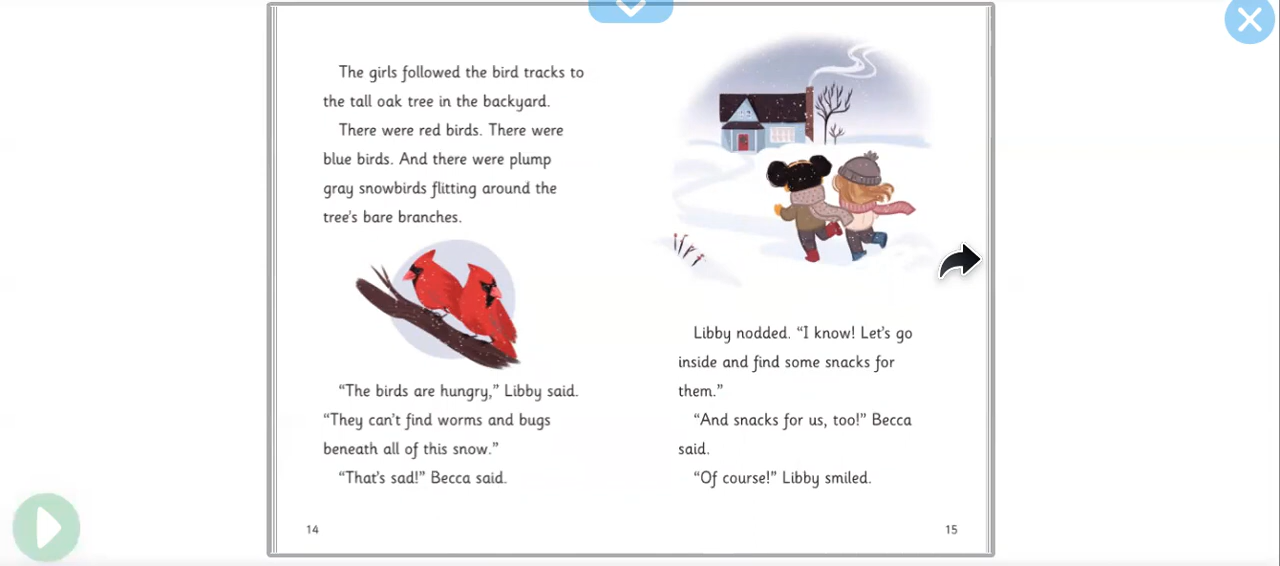 The girls followed the bird tracks to
the tall oak tree in the backyard.
There were red birds. There were
blue birds. And there were plump
gray snowbirds flitting around the
tree's bare branches.
"The birds are hungry," Libby said.
"They can't find worms and bugs
beneath all of this snow."
"That's sad!" Becca said.
14
Libby nodded. "I know! Let's go
inside and find some snacks for
them."
"And snacks for us, too!" Becca
said.
"Of course!" Libby smiled.
15